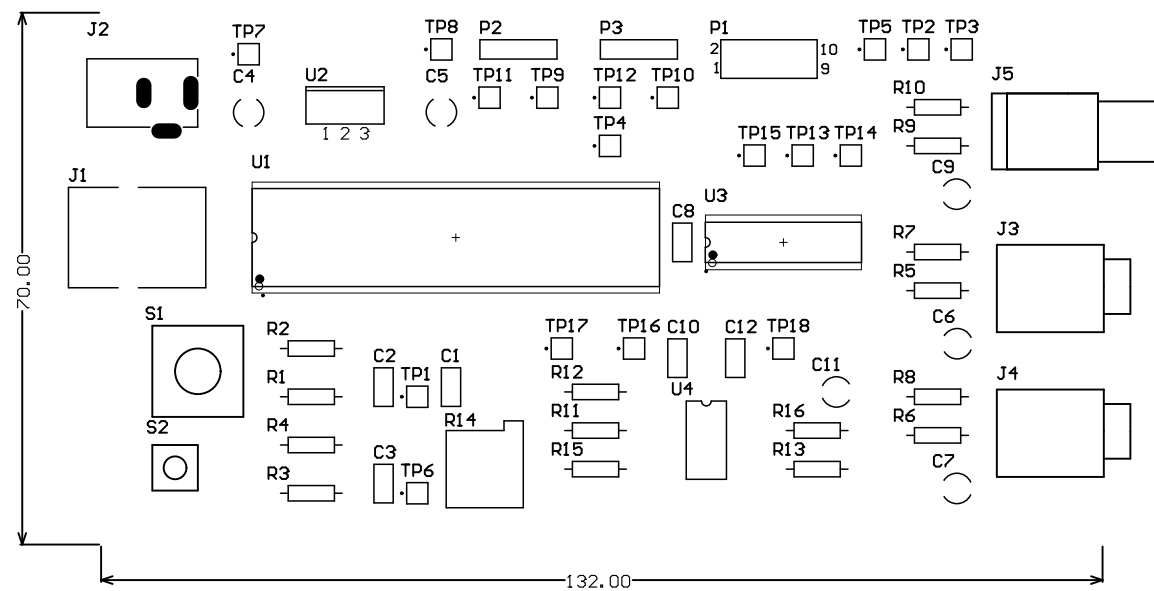 J2
TP7
TP8
P2
P3
P1
TP5 TP2 TP3
2
10
1
9
C4
U2
C5
TP11
TP9
TP12
TP10
J5
R10
1 2 3
TP4
R9
TP15 TP13 TP14
U1
C9
J1
U3
C8
R7
J3
R5
70.00
S1
R2
TP17
TP16
C10
C12
TP18
C6
C2
C1
R1
TP1
R12
U4
C11
R8
J4
S2
R4
R14
R11
R16
R6
C3
R3
TP6
R15
R13
C7
132.00